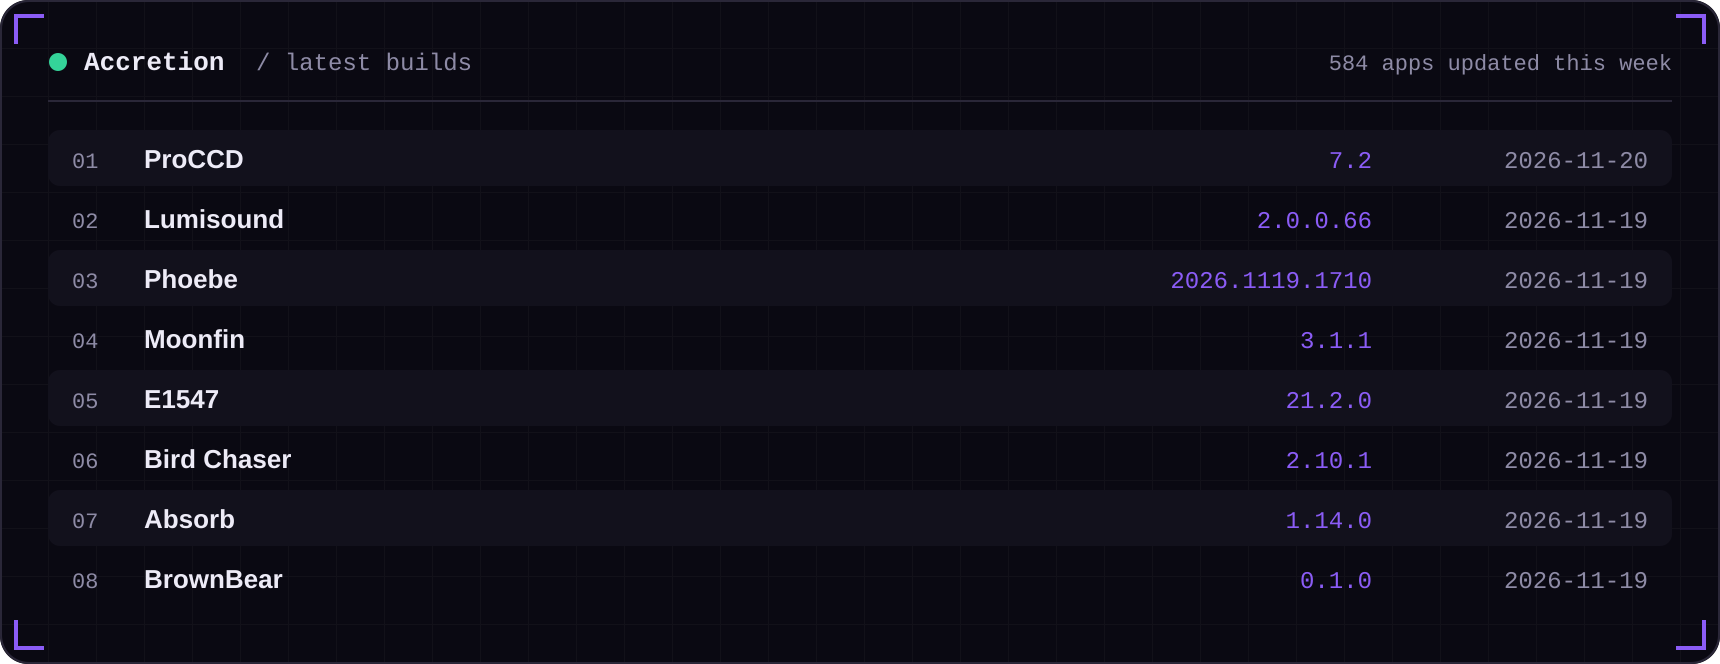 Accretion / latest builds 584 apps updated this week
01 ProCCD 7.2 2026-11-20
02 Lumisound 2.0.0.66 2026-11-19
03 Phoebe 2026.1119.1710 2026-11-19
04 Moonfin 3.1.1 2026-11-19
05 E1547 21.2.0 2026-11-19
06 Bird Chaser 2.10.1 2026-11-19
07 Absorb 1.14.0 2026-11-19
08 BrownBear 0.1.0 2026-11-19